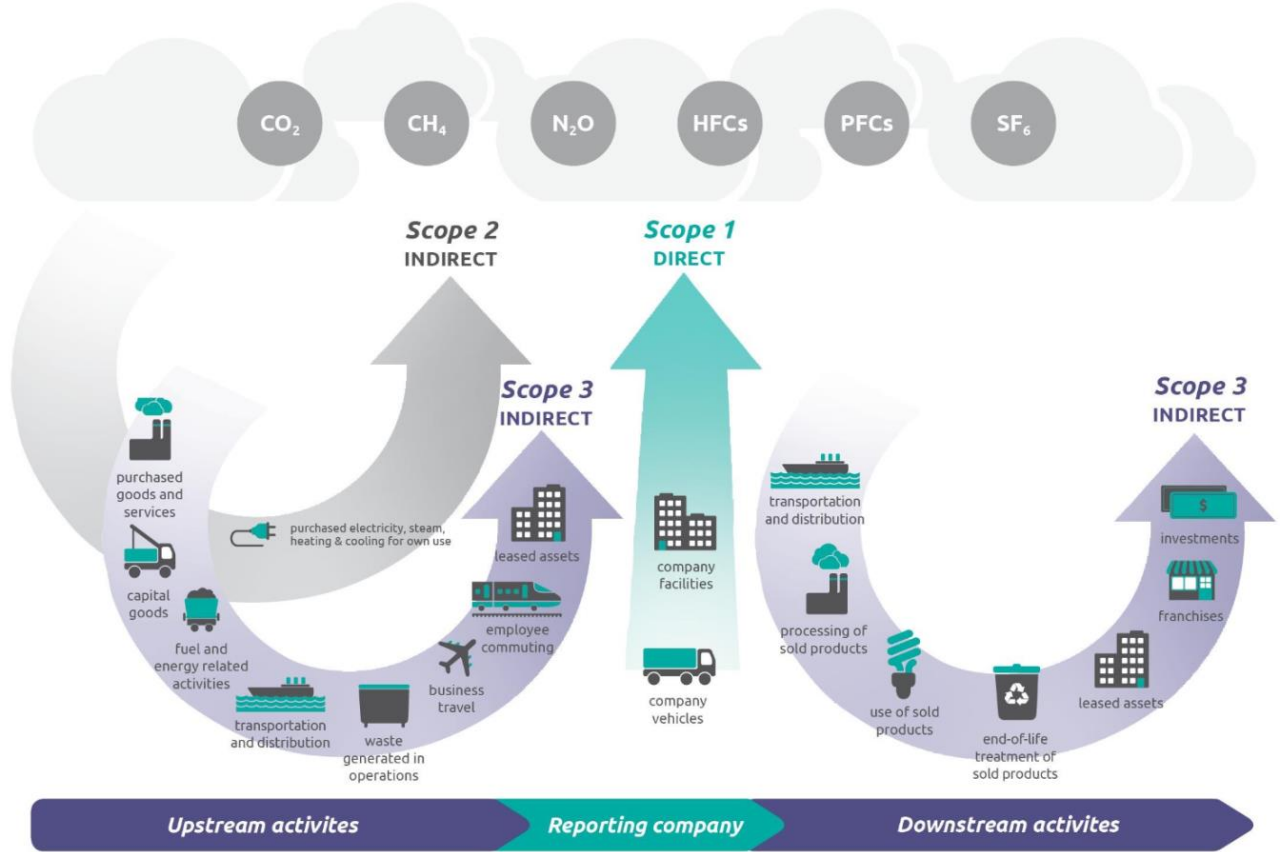 CO₂
CH₄
N₂O
HFCs
PFCs
SF₆
Scope 2
INDIRECT
Scope 1
DIRECT
Scope 3
INDIRECT
Scope 3
INDIRECT
purchased
goods and
services
capital
goods
fuel and
energy related
activities
purchased electricity, steam,
heating & cooling for own use
transportation
and distribution
waste
generated in
operations
business
travel
employee
commuting
leased assets
company
facilities
company
vehicles
transportation
and distribution
processing of
sold products
use of sold
products
end-of-life
treatment of
sold products
leased assets
franchises
$
investments
Upstream activites
Reporting company
Downstream activites